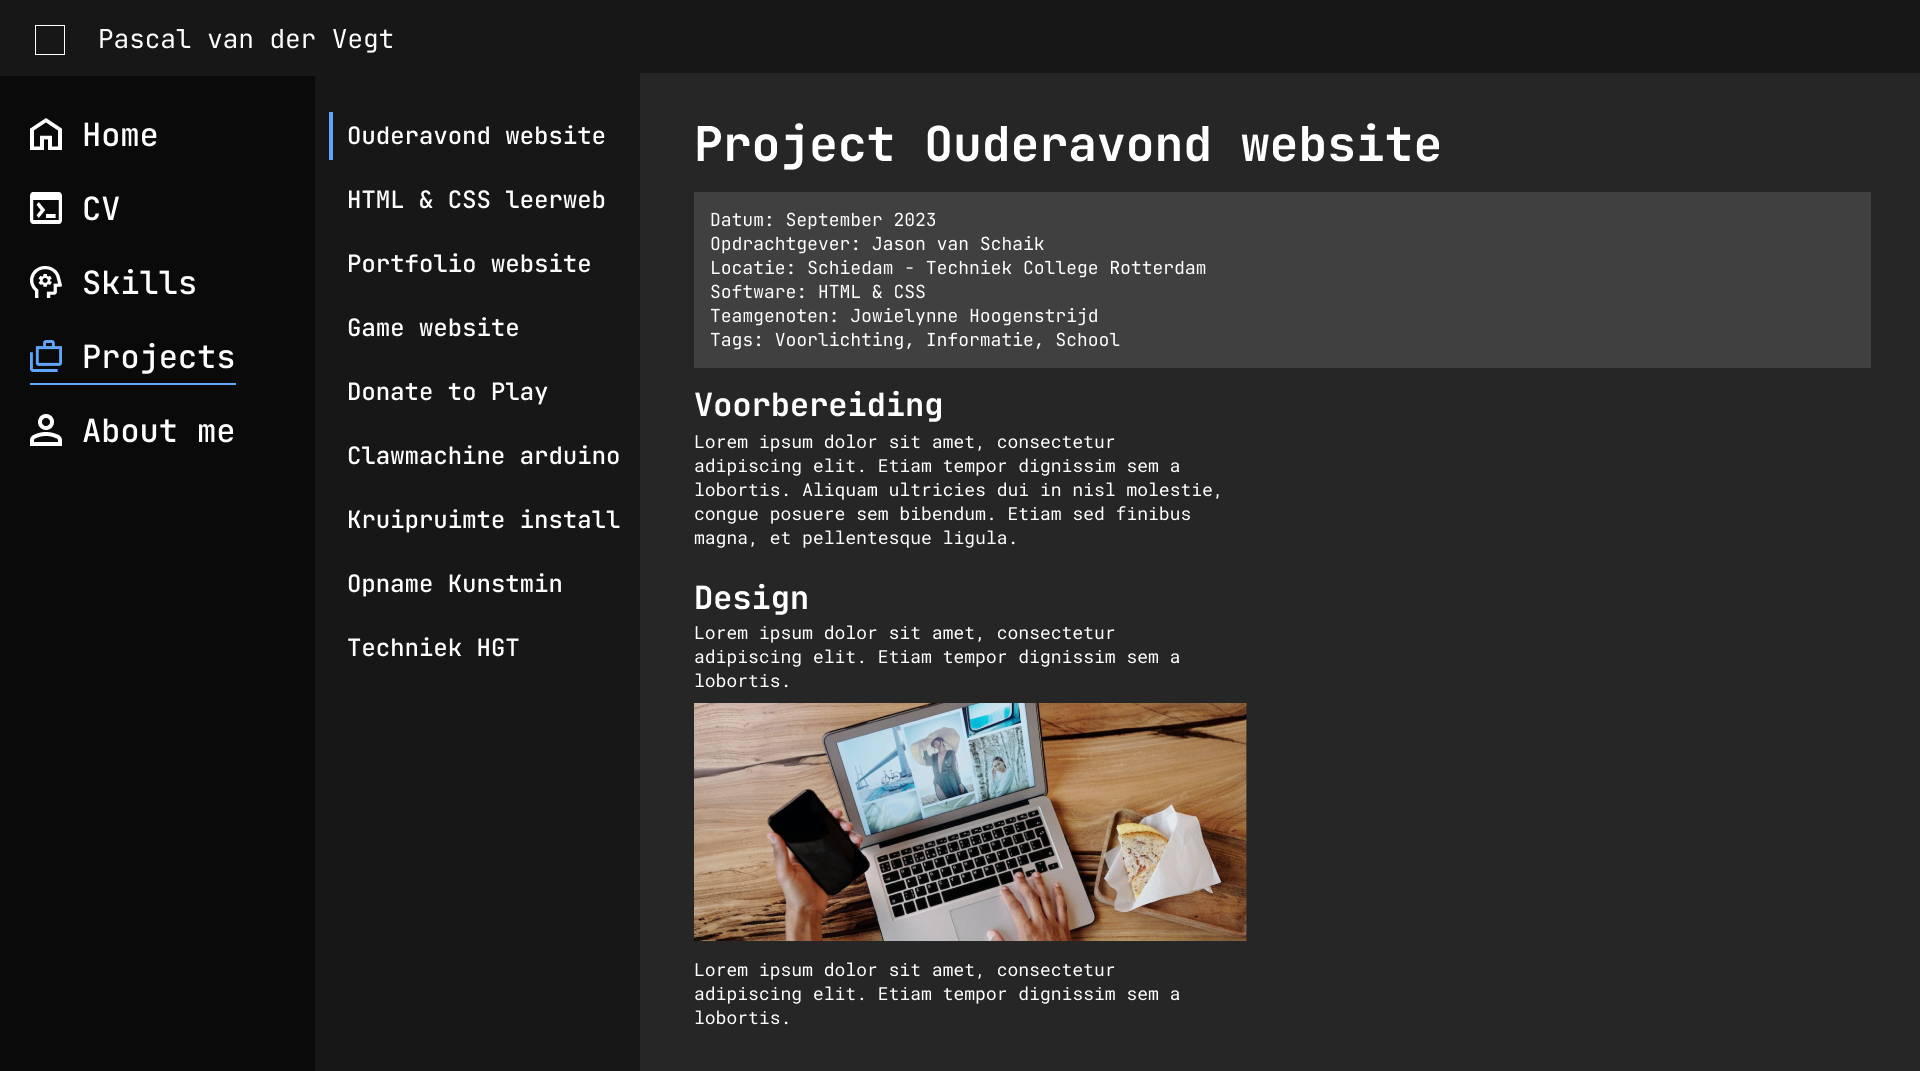 Pascal van der Vegt
Home
CV
Skills
Projects
About me
Ouderavond website
HTML & CSS leerweb
Portfolio website
Game website
Donate to Play
Clawmachine arduino
Kruipruimte install
Opname Kunstmin
Techniek HGT
Project Ouderavond website
Datum: September 2023
Opdrachtgever: Jason van Schaik
Locatie: Schiedam - Techniek College Rotterdam
Software: HTML & CSS
Teamgenoten: Jowielynne Hoogenstrijd
Tags: Voorlichting, Informatie, School
Voorbereiding
Lorem ipsum dolor sit amet, consectetur
adipiscing elit. Etiam tempor dignissim sem a
lobortis. Aliquam ultricies dui in nisl molestie,
congue posuere sem bibendum. Etiam sed finibus
magna, et pellentesque ligula.
Design
Lorem ipsum dolor sit amet, consectetur
adipiscing elit. Etiam tempor dignissim sem a
lobortis.
Lorem ipsum dolor sit amet, consectetur
adipiscing elit. Etiam tempor dignissim sem a
lobortis.